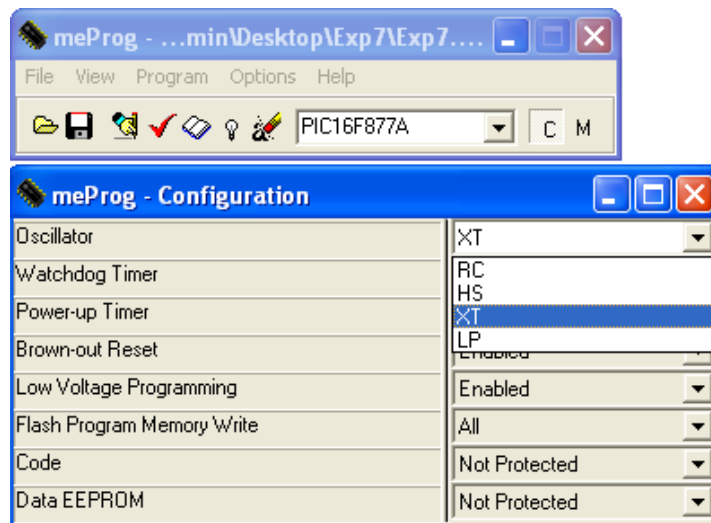 meProg - ...min\Desktop\Exp7\Exp7....
File View Program Options Help
PIC16F877A C M
meProg - Configuration
Oscillator XT
RC
Watchdog Timer
HS
Power-up Timer XT
LP
Brown-out Reset Enabled
Low Voltage Programming Enabled
Flash Program Memory Write All
Code Not Protected
Data EEPROM Not Protected